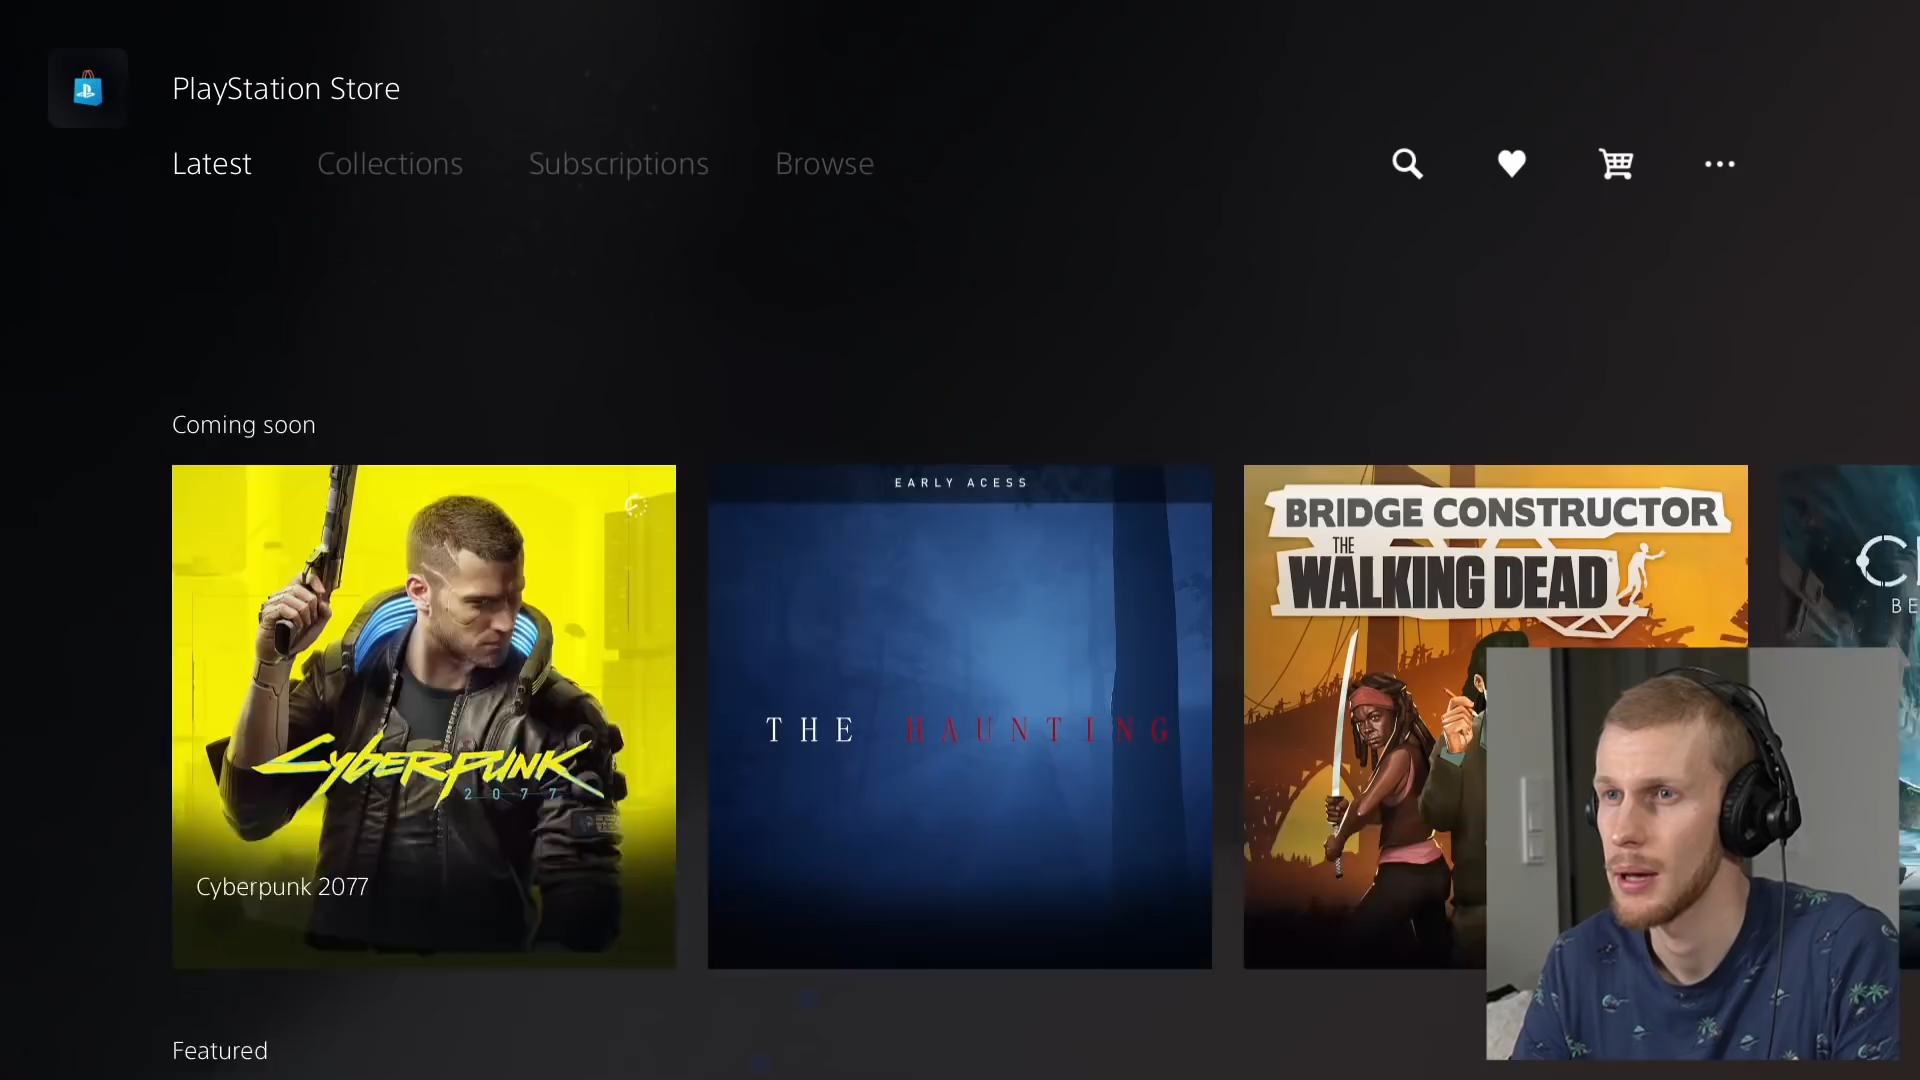 PlayStation Store
Latest
Collections
Subscriptions
Browse
Coming soon
CYBERPUNK
2077
Cyberpunk 2077
EARLY ACESS
THE HAUNTING
BRIDGE CONSTRUCTOR
THE
WALKING DEAD
BE
Featured